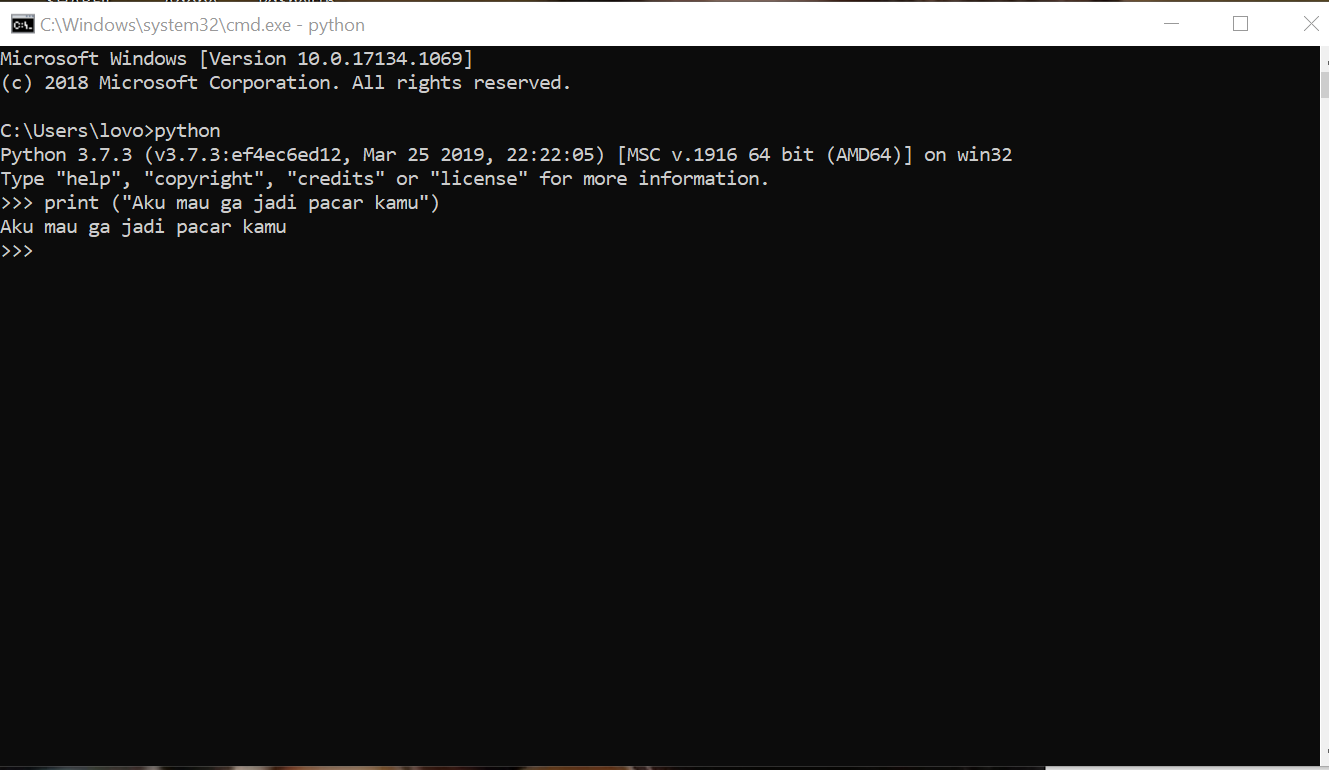 C:\Windows\system32\cmd.exe - python
Microsoft Windows [Version 10.0.17134.1069]
(c) 2018 Microsoft Corporation. All rights reserved.
C:\Users\lovo>python
Python 3.7.3 (v3.7.3:ef4ec6ed12, Mar 25 2019, 22:22:05) [MSC v.1916 64 bit (AMD64)] on win32
Type "help", "copyright", "credits" or "license" for more information.
>>> print ("Aku mau ga jadi pacar kamu")
Aku mau ga jadi pacar kamu
>>>